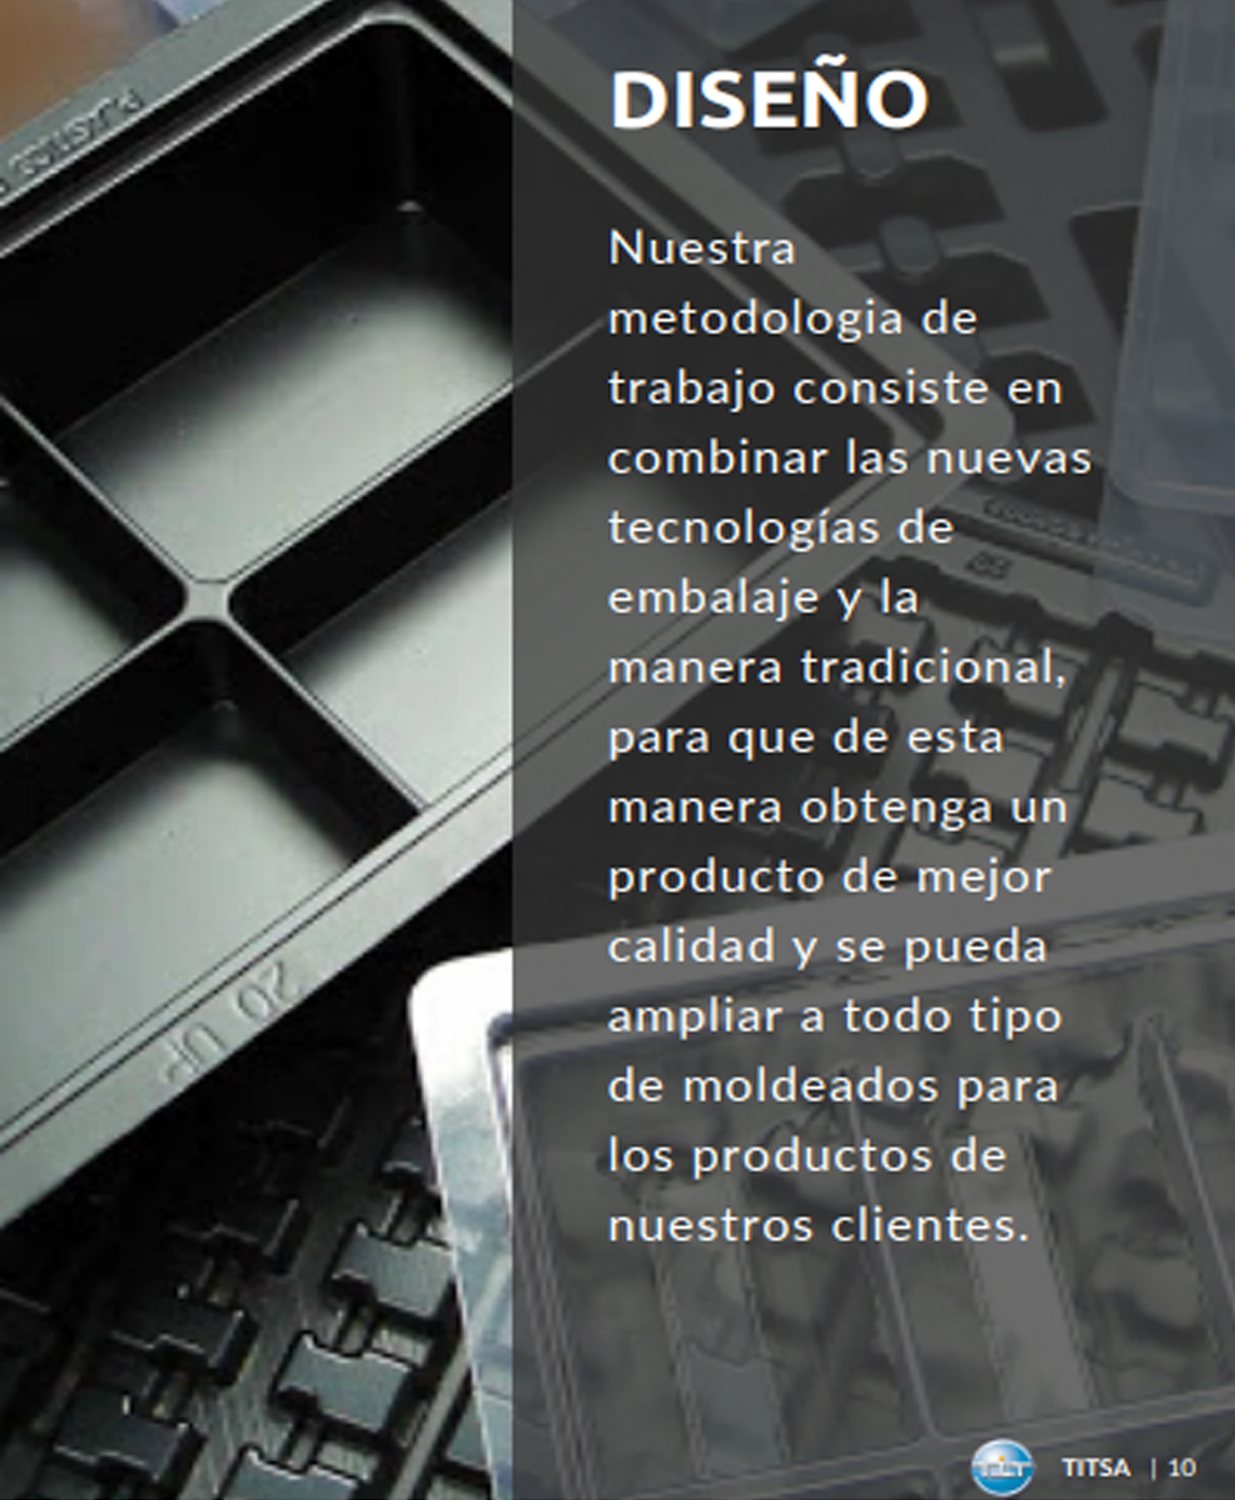 DISEÑO
Nuestra
metodologia de
trabajo consiste en
combinar las nuevas
tecnologías de
embalaje y la
manera tradicional,
para que de esta
manera obtenga un
producto de mejor
calidad y se pueda
ampliar a todo tipo
de moldeados para
los productos de
nuestros clientes.
20 UP
TITSA | 10